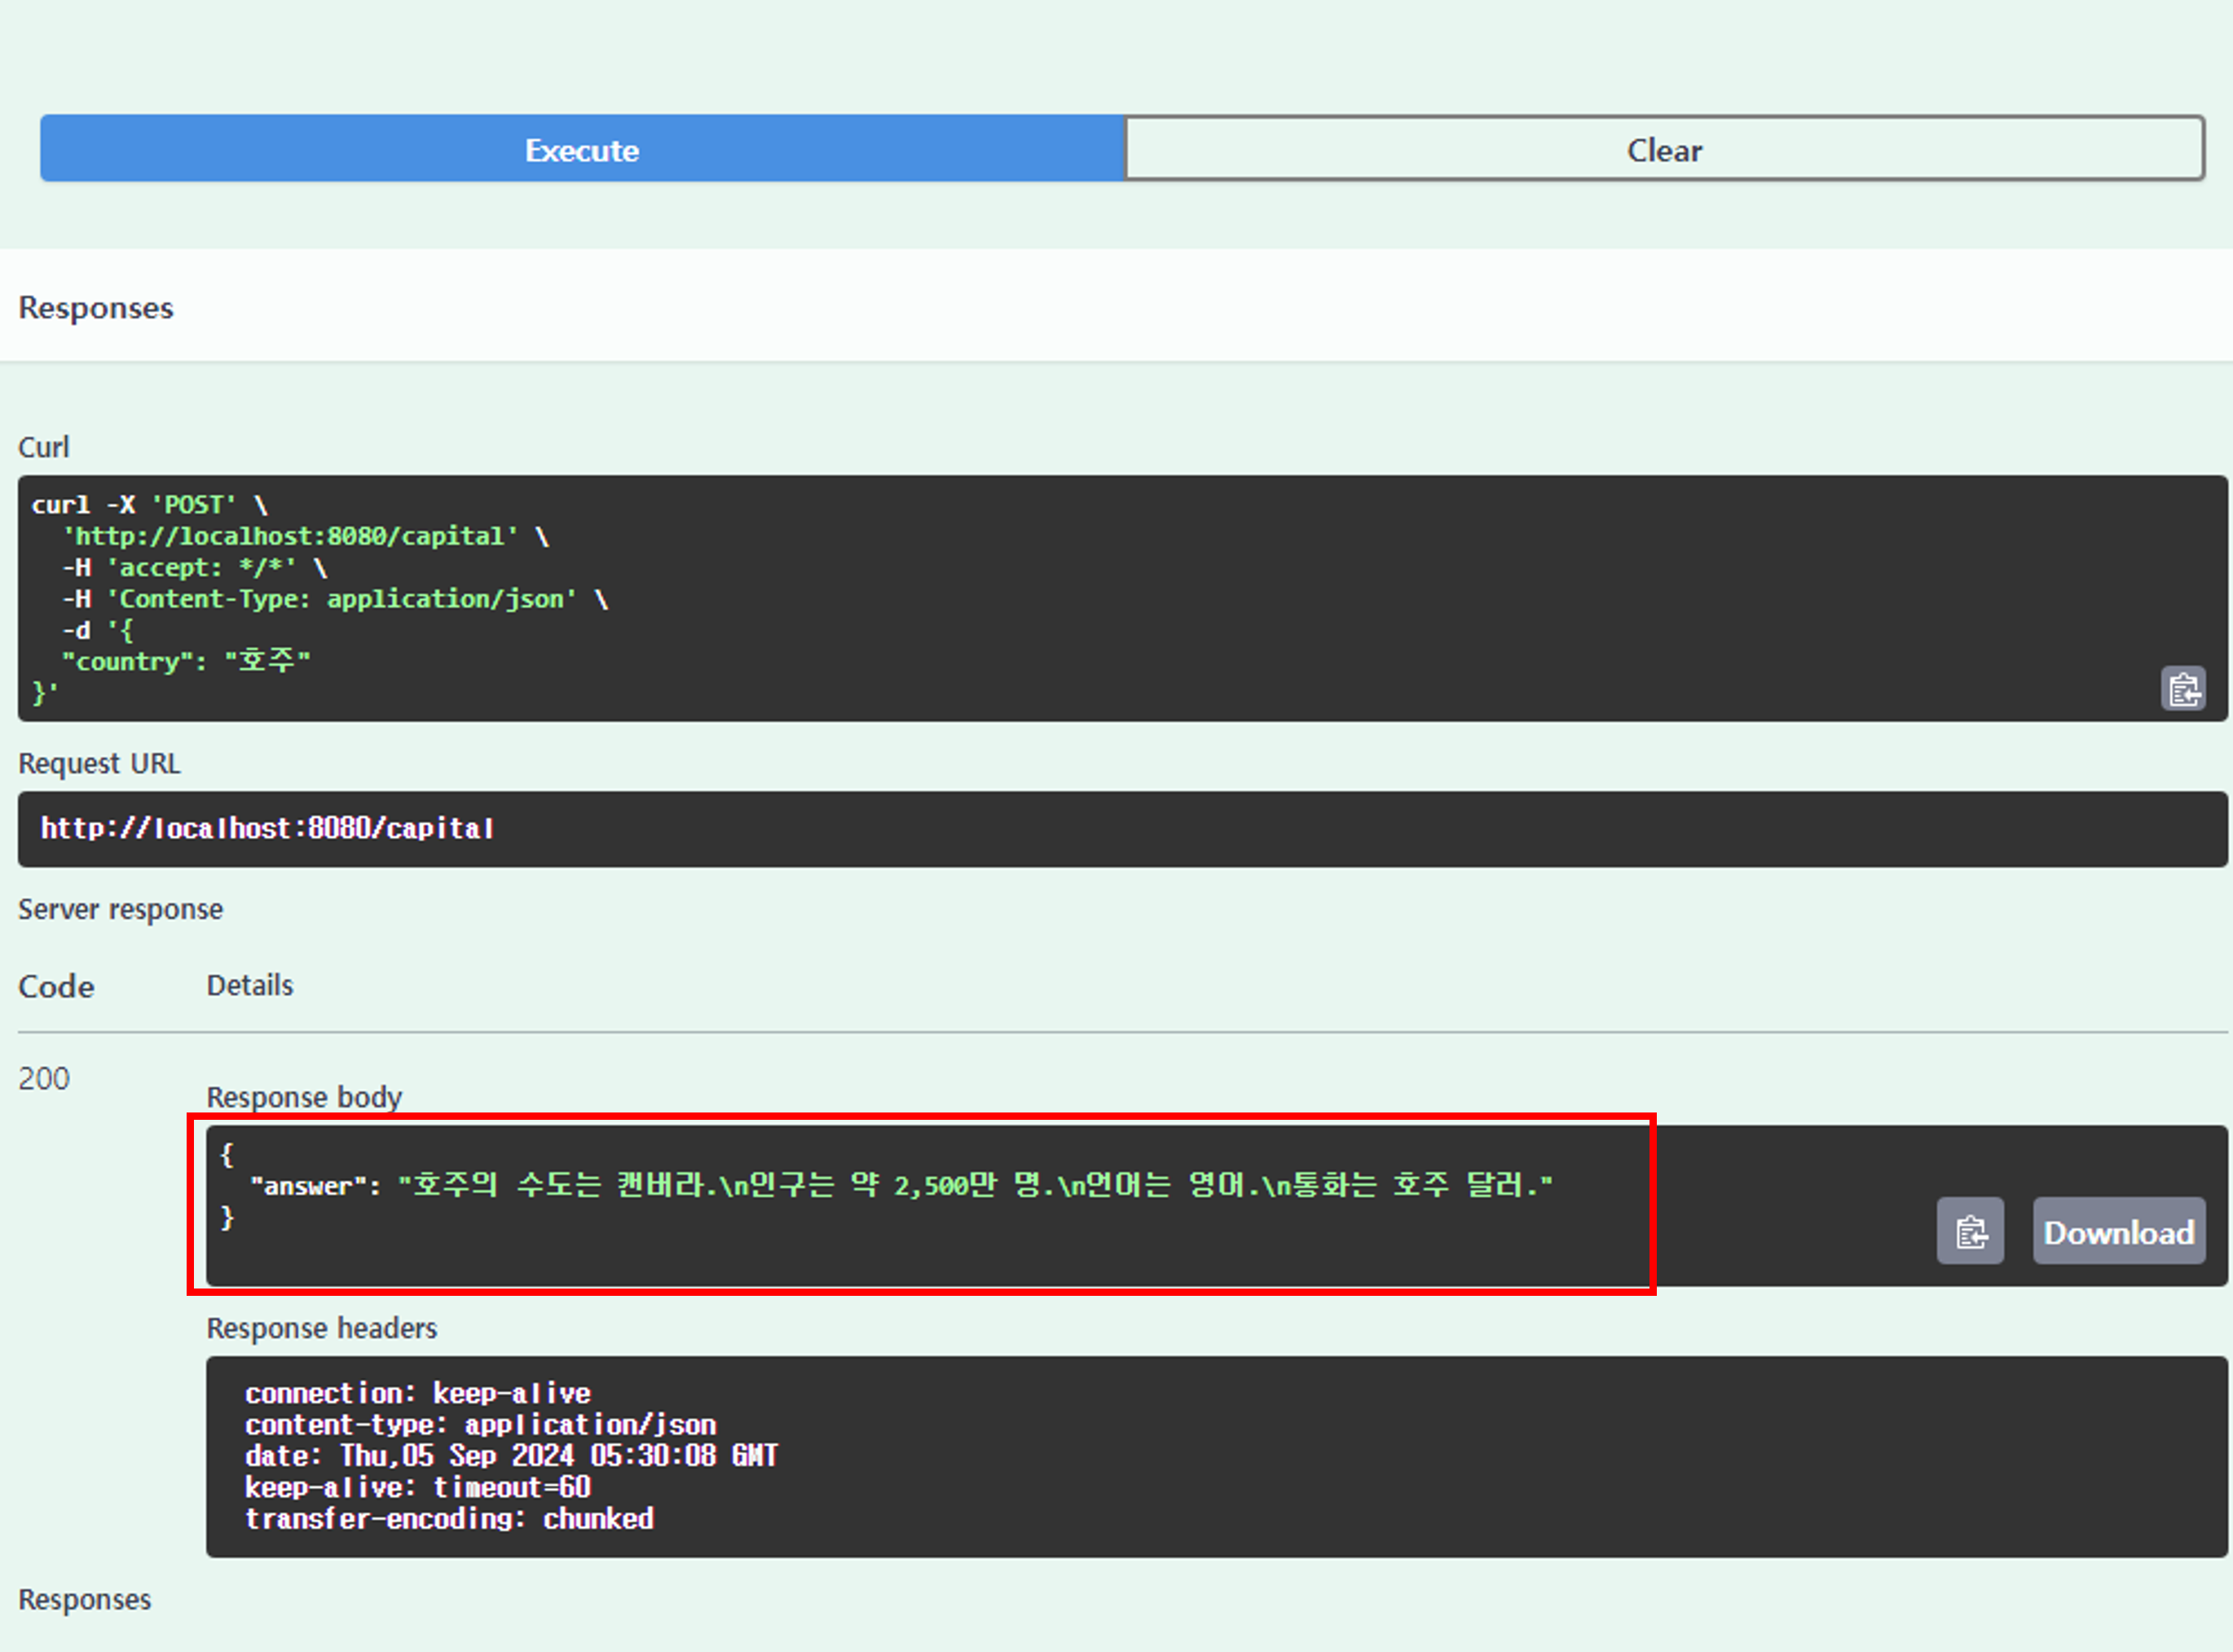 Execute
Clear
Responses
Curl
curl -X 'POST' \
  'http://localhost:8080/capital' \
  -H 'accept: */*' \
  -H 'Content-Type: application/json' \
  -d '{
  "country": "호주"
}'
Request URL
http://localhost:8080/capital
Server response
Code Details
200
Response body
{
  "answer": "호주의 수도는 캔버라.\n인구는 약 2,500만 명.\n언어는 영어.\n통화는 호주 달러."
}
Download
Response headers
connection: keep-alive
content-type: application/json
date: Thu,05 Sep 2024 05:30:08 GMT
keep-alive: timeout=60
transfer-encoding: chunked
Responses